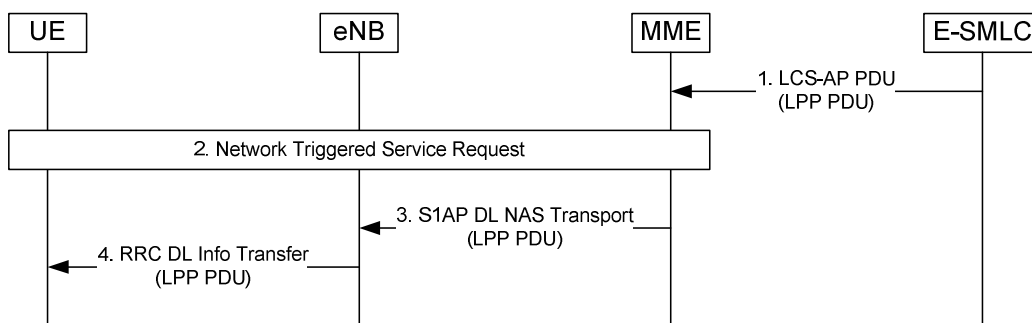 UE
eNB
MME
E-SMLC
1. LCS-AP PDU
(LPP PDU)
2. Network Triggered Service Request
3. S1AP DL NAS Transport
(LPP PDU)
4. RRC DL Info Transfer
(LPP PDU)